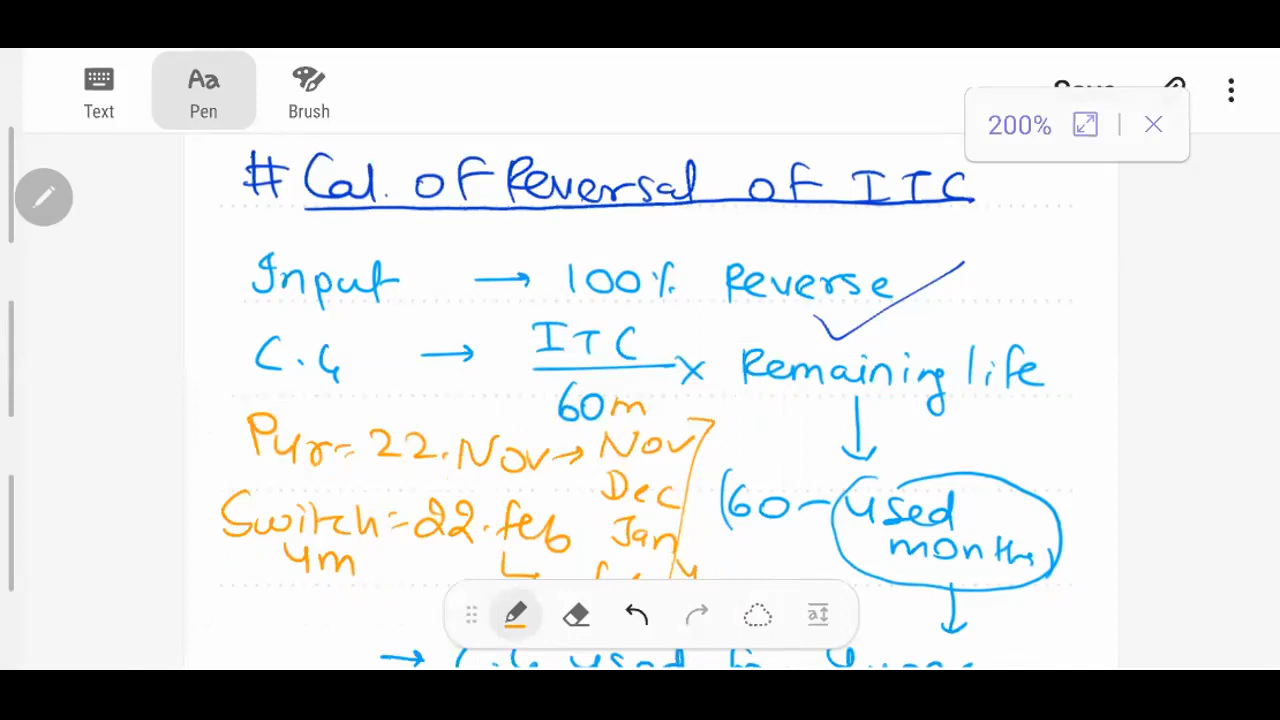 Text
Pen
Brush
200%
# Cal. of Reversal of ITC
Input → 100% Reverse
C.G → ITC / 60m × Remaining life
Pur = 22. Nov → Nov
Dec
Jan
Switch = 22. feb
4m
(60 - used months)